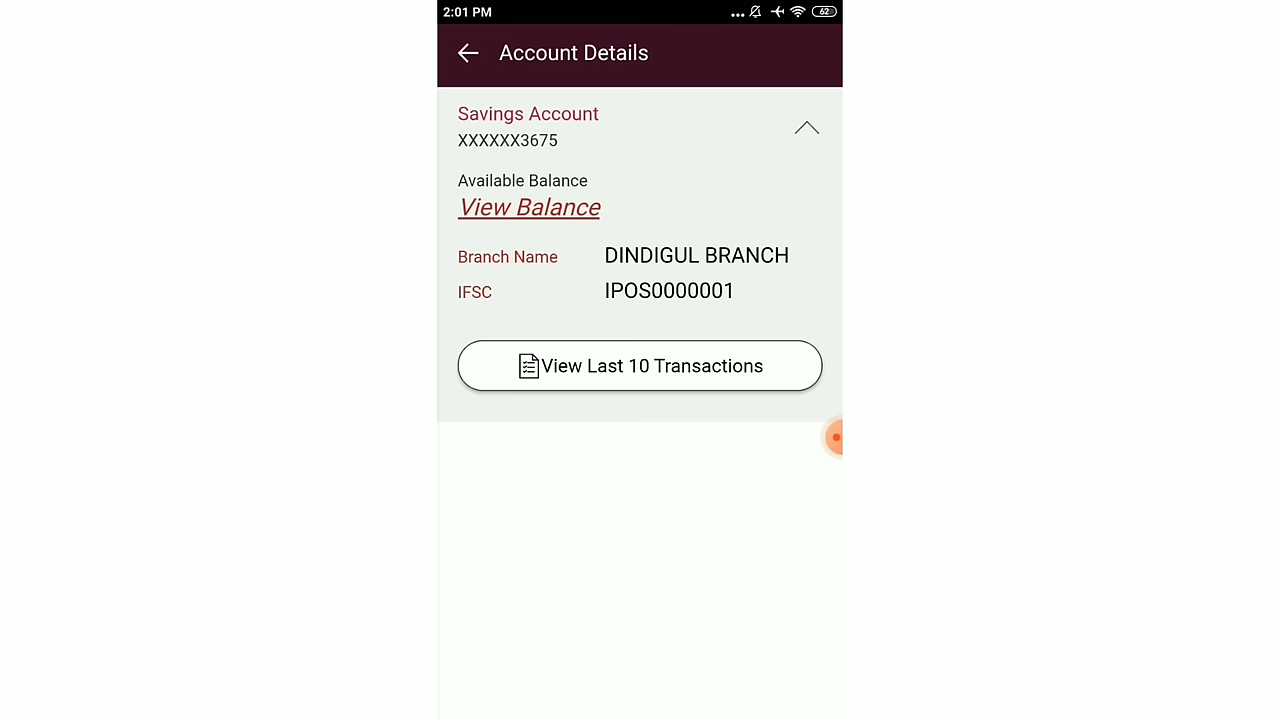 2:01 PM
62
Account Details
Savings Account
XXXXXX3675
Available Balance
View Balance
Branch Name DINDIGUL BRANCH
IFSC IPOS0000001
View Last 10 Transactions